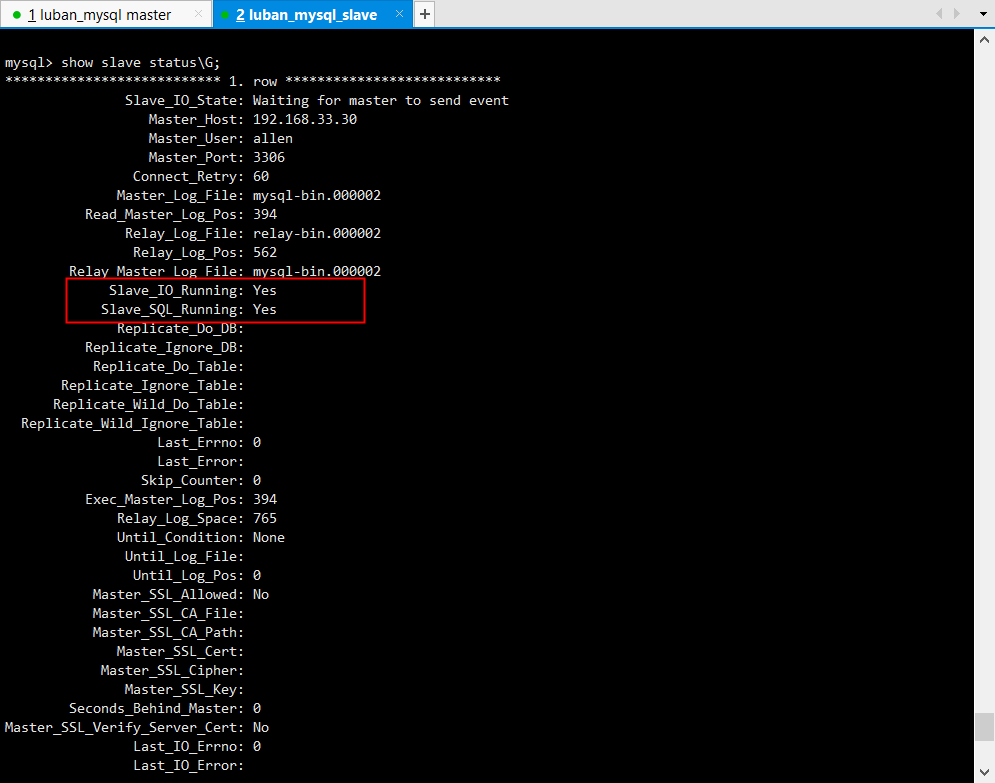 1 luban_mysql master × 2 luban_mysql_slave × +
mysql> show slave status\G;
*************************** 1. row ***************************
Slave_IO_State: Waiting for master to send event
Master_Host: 192.168.33.30
Master_User: allen
Master_Port: 3306
Connect_Retry: 60
Master_Log_File: mysql-bin.000002
Read_Master_Log_Pos: 394
Relay_Log_File: relay-bin.000002
Relay_Log_Pos: 562
Relay_Master_Log_File: mysql-bin.000002
Slave_IO_Running: Yes
Slave_SQL_Running: Yes
Replicate_Do_DB:
Replicate_Ignore_DB:
Replicate_Do_Table:
Replicate_Ignore_Table:
Replicate_Wild_Do_Table:
Replicate_Wild_Ignore_Table:
Last_Errno: 0
Last_Error:
Skip_Counter: 0
Exec_Master_Log_Pos: 394
Relay_Log_Space: 765
Until_Condition: None
Until_Log_File:
Until_Log_Pos: 0
Master_SSL_Allowed: No
Master_SSL_CA_File:
Master_SSL_CA_Path:
Master_SSL_Cert:
Master_SSL_Cipher:
Master_SSL_Key:
Seconds_Behind_Master: 0
Master_SSL_Verify_Server_Cert: No
Last_IO_Errno: 0
Last_IO_Error: